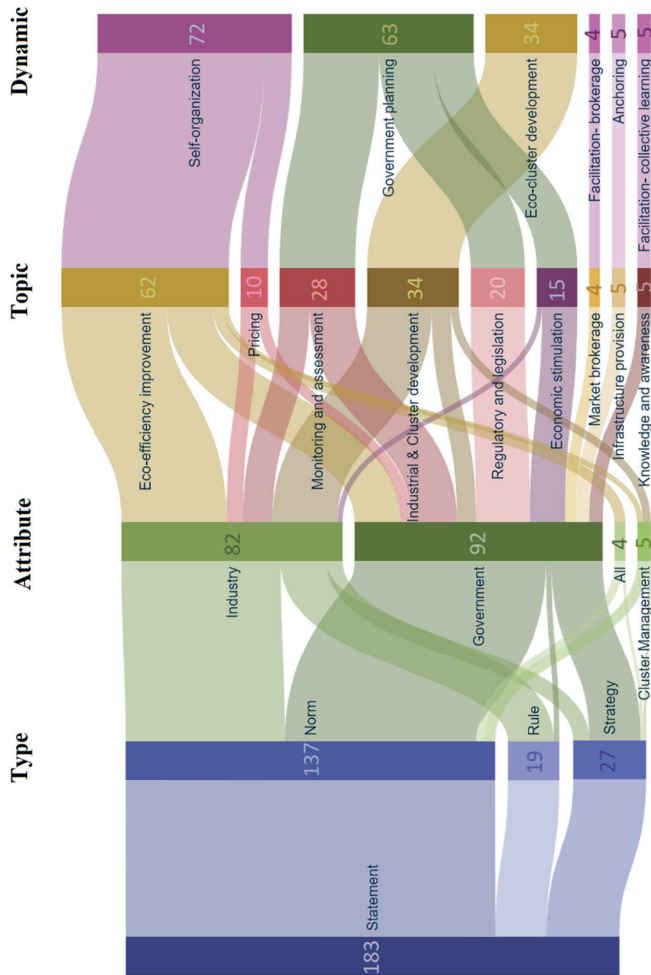 Type
Attribute
Topic
Dynamic
183
Statement
137
Norm
19
Rule
27
Strategy
82
Industry
92
Government
4
All
5
Cluster Management
62
Eco-efficiency improvement
10
Pricing
28
Monitoring and assessment
34
Industrial & Cluster development
20
Regulatory and legislation
15
Economic stimulation
4
Market brokerage
5
Infrastructure provision
5
Knowledge and awareness
72
Self-organization
63
Government planning
34
Eco-cluster development
4
Facilitation- brokerage
5
Anchoring
5
Facilitation- collective learning